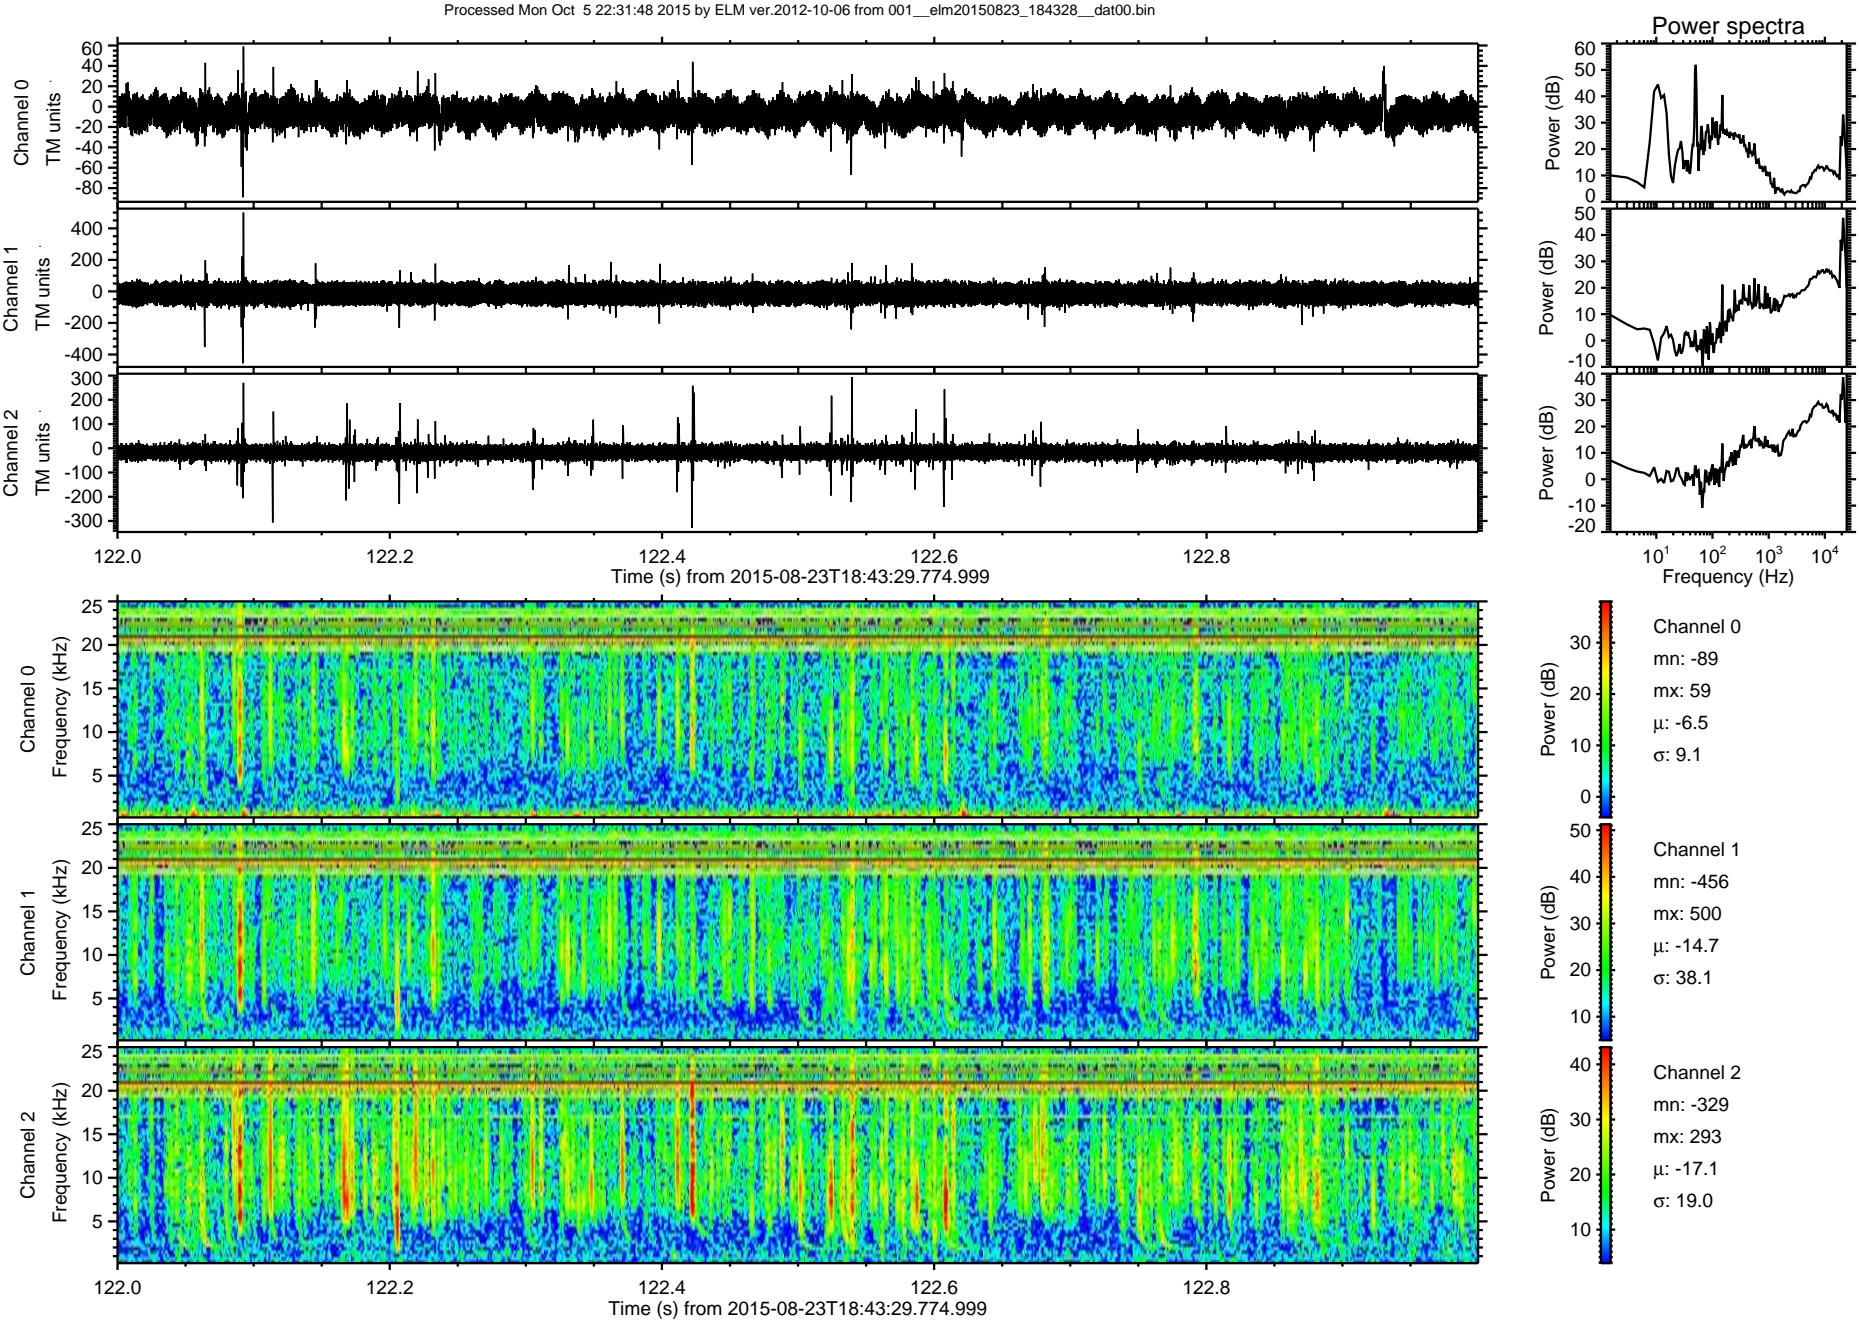 Processed Mon Oct  5 22:31:48 2015 by ELM ver.2012-10-06 from 001__elm20150823_184328__dat00.bin
Power spectra
Channel 0
TM units
60
40
20
0
-20
-40
-60
-80
Power (dB)
60
50
40
30
20
10
0
Channel 1
TM units
400
200
0
-200
-400
Power (dB)
50
40
30
20
10
0
-10
Channel 2
TM units
300
200
100
0
-100
-200
-300
Power (dB)
40
30
20
10
0
-10
-20
122.0 122.2 122.4 122.6 122.8
Time (s) from 2015-08-23T18:43:29.774.999
10¹ 10² 10³ 10⁴
Frequency (Hz)
Channel 0
Frequency (kHz)
25
20
15
10
5
Power (dB)
30
20
10
0
Channel 0
mn: -89
mx: 59
μ: -6.5
σ: 9.1
Channel 1
Frequency (kHz)
25
20
15
10
5
Power (dB)
50
40
30
20
10
Channel 1
mn: -456
mx: 500
μ: -14.7
σ: 38.1
Channel 2
Frequency (kHz)
25
20
15
10
5
Power (dB)
40
30
20
10
Channel 2
mn: -329
mx: 293
μ: -17.1
σ: 19.0
122.0 122.2 122.4 122.6 122.8
Time (s) from 2015-08-23T18:43:29.774.999